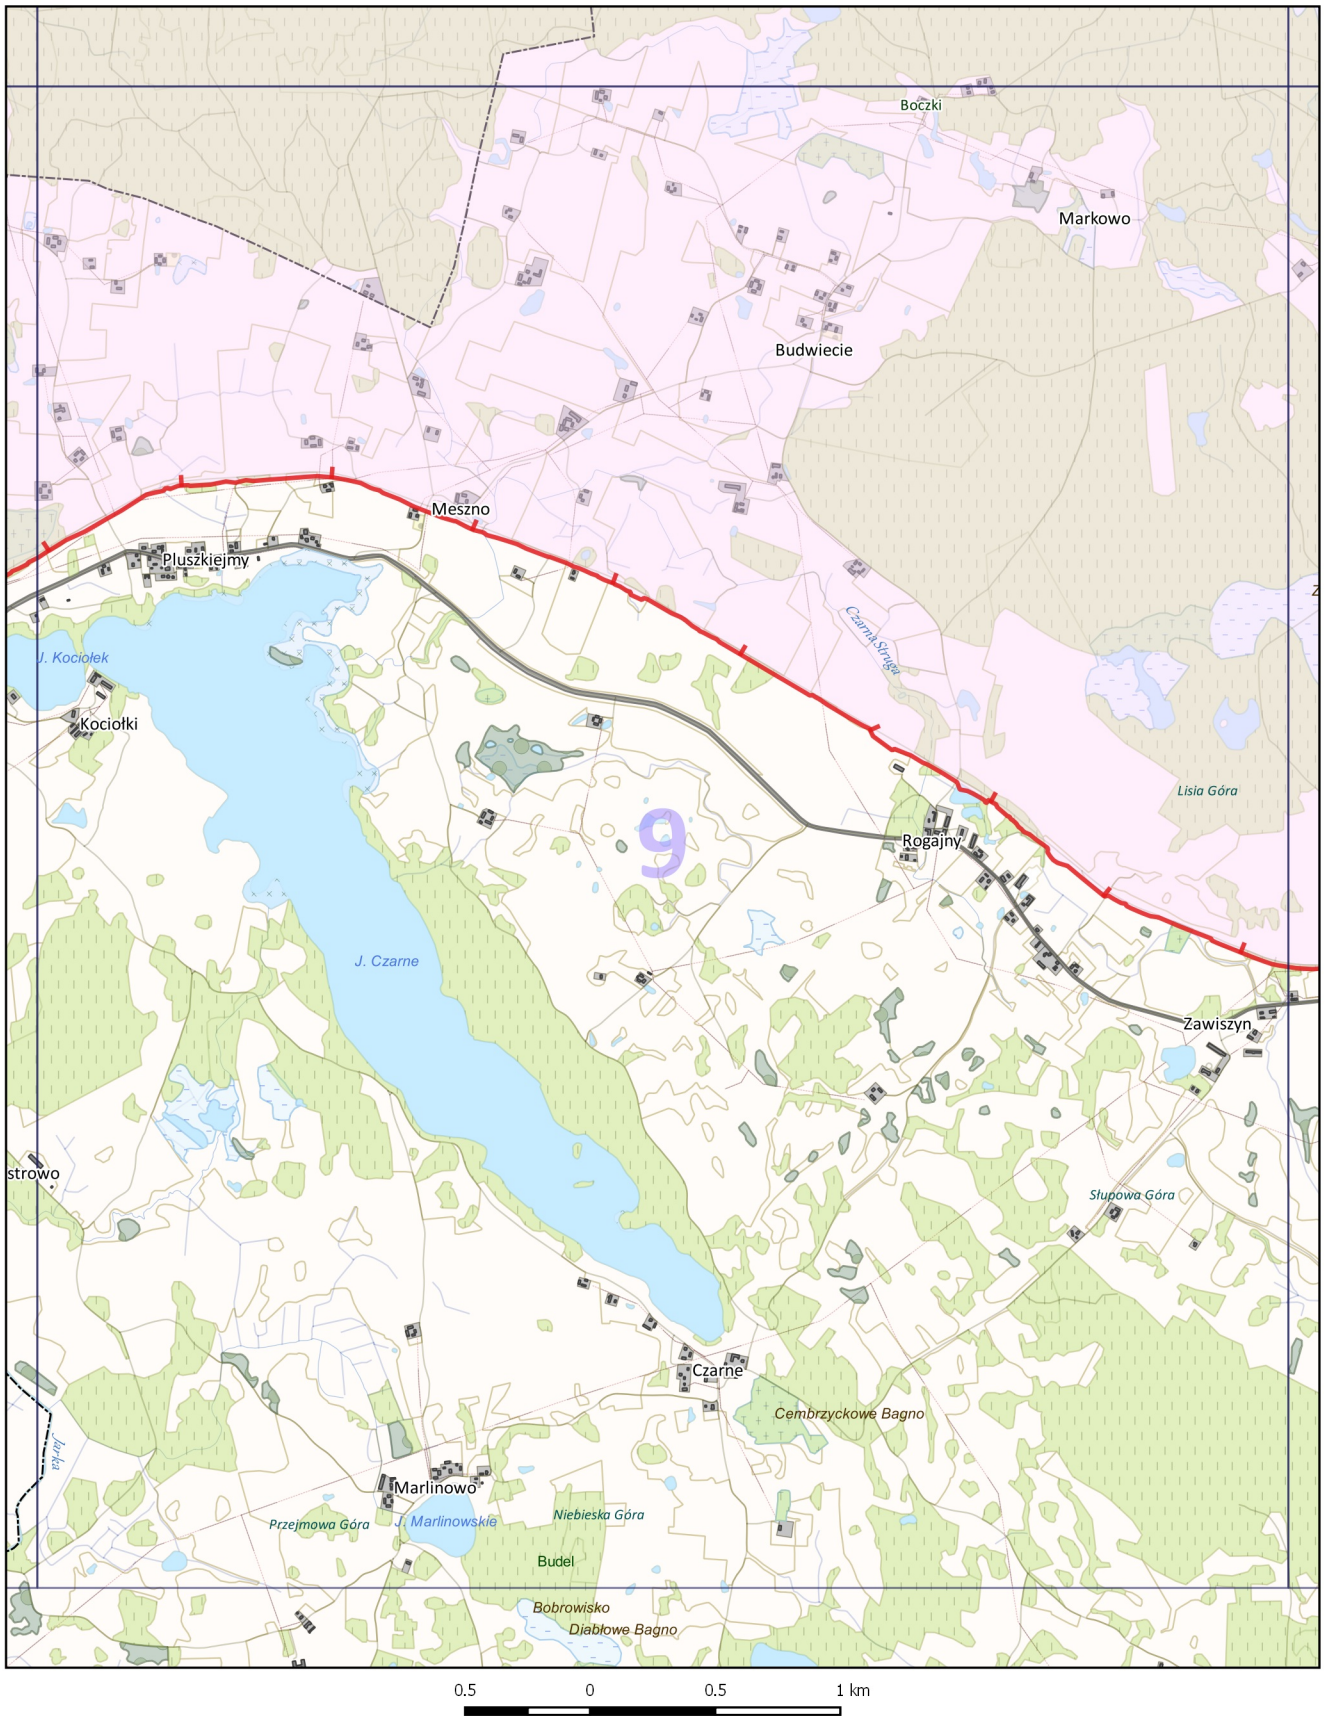 Boczki
Markowo
Budwiecie
Meszno
Pluszkiejmy
Z
Czarna Struga
J. Kociołek
Kociołki
Lisia Góra
9
Rogajny
J. Czarne
Zawiszyn
strowo
Słupowa Góra
Czarne
Cembrzyckowe Bagno
Jarka
Marlinowo
Niebieska Góra
Przejmowa Góra
J. Marlinowskie
Budel
Bobrowisko
Diabłowe Bagno
0.5 0 0.5 1 km